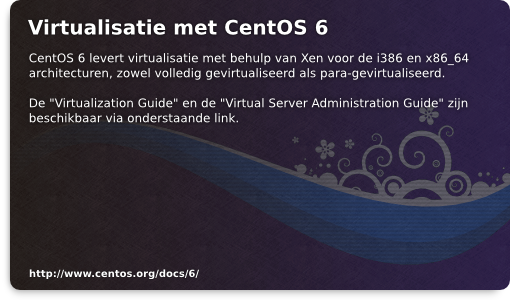 Virtualisatie met CentOS 6
CentOS 6 levert virtualisatie met behulp van Xen voor de i386 en x86_64
architecturen, zowel volledig gevirtualiseerd als para-gevirtualiseerd.
De "Virtualization Guide" en de "Virtual Server Administration Guide" zijn
beschikbaar via onderstaande link.
http://www.centos.org/docs/6/